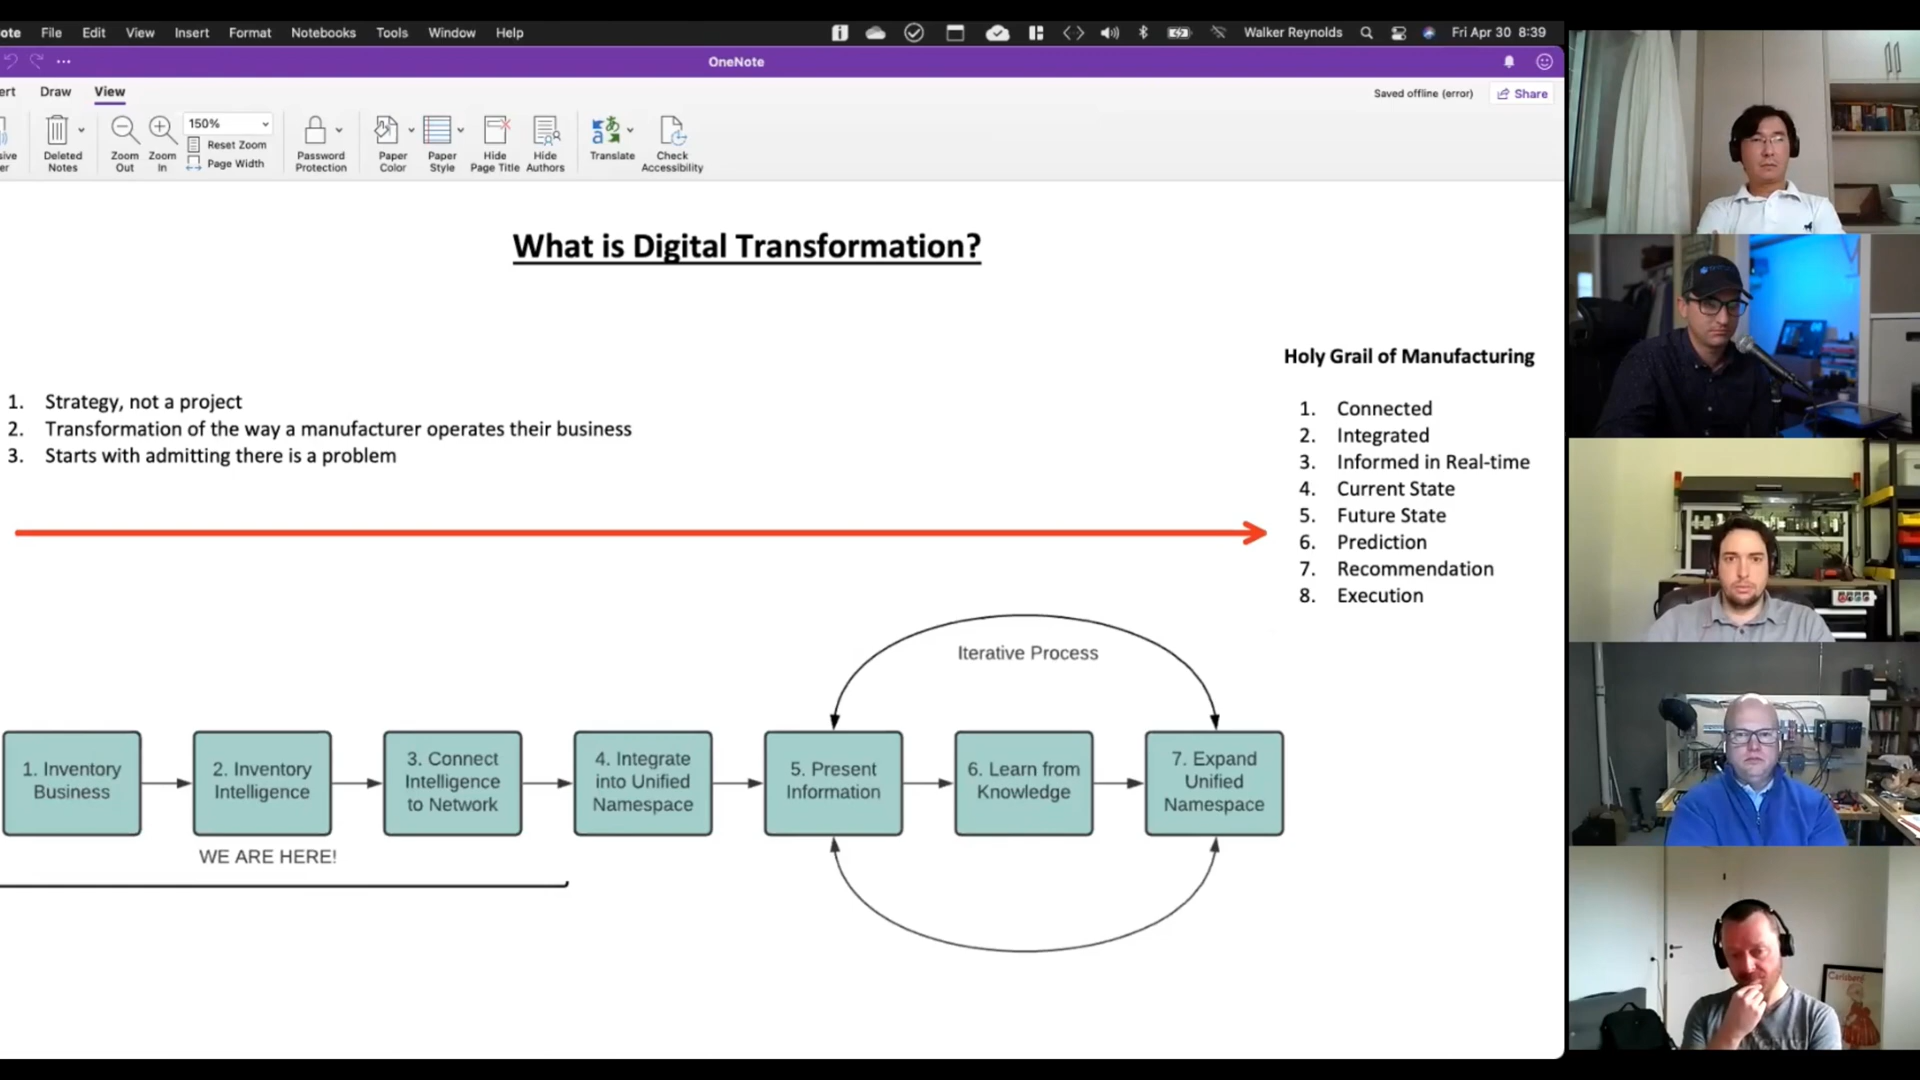 ote File Edit View Insert Format Notebooks Tools Window Help Walker Reynolds Fri Apr 30 8:39
OneNote
ert Draw View Saved offline (error) Share
150%
Reset Zoom
Page Width
sive
er
Deleted
Notes
Zoom
Out
Zoom
In
Password
Protection
Paper
Color
Paper
Style
Hide
Page Title
Hide
Authors
Translate
Check
Accessibility
What is Digital Transformation?
Holy Grail of Manufacturing
1. Strategy, not a project
2. Transformation of the way a manufacturer operates their business
3. Starts with admitting there is a problem
1. Connected
2. Integrated
3. Informed in Real-time
4. Current State
5. Future State
6. Prediction
7. Recommendation
8. Execution
Iterative Process
1. Inventory
Business
2. Inventory
Intelligence
3. Connect
Intelligence
to Network
4. Integrate
into Unified
Namespace
5. Present
Information
6. Learn from
Knowledge
7. Expand
Unified
Namespace
WE ARE HERE!
Carlsberg